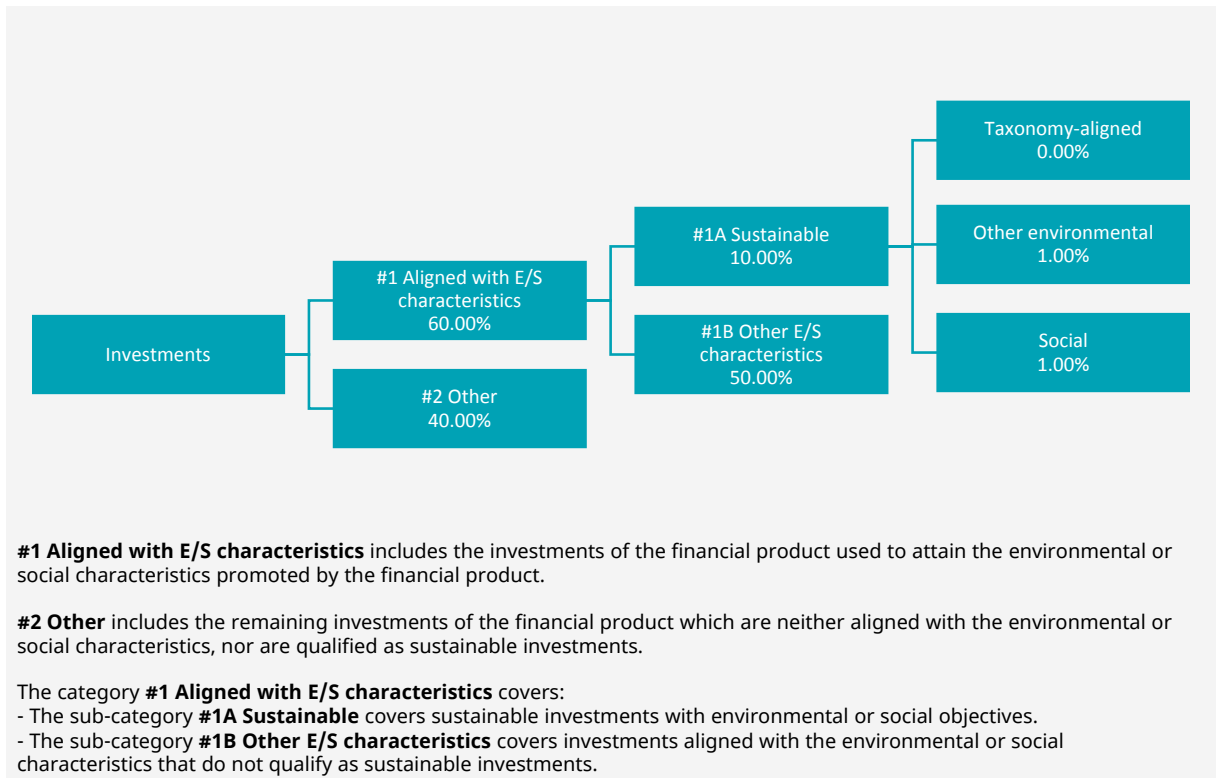 Investments
#1 Aligned with E/S
characteristics
60.00%
#2 Other
40.00%
#1A Sustainable
10.00%
#1B Other E/S
characteristics
50.00%
Taxonomy-aligned
0.00%
Other environmental
1.00%
Social
1.00%
#1 Aligned with E/S characteristics includes the investments of the financial product used to attain the environmental or
social characteristics promoted by the financial product.
#2 Other includes the remaining investments of the financial product which are neither aligned with the environmental or
social characteristics, nor are qualified as sustainable investments.
The category #1 Aligned with E/S characteristics covers:
- The sub-category #1A Sustainable covers sustainable investments with environmental or social objectives.
- The sub-category #1B Other E/S characteristics covers investments aligned with the environmental or social
characteristics that do not qualify as sustainable investments.